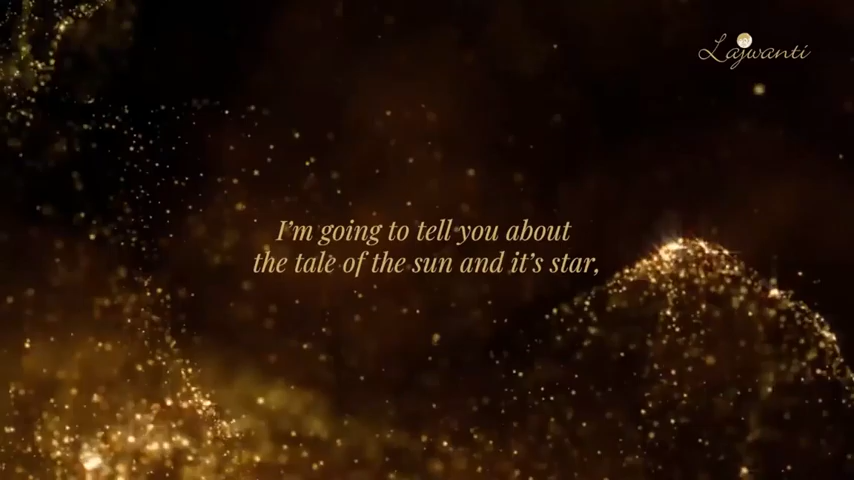 Lajwanti
I’m going to tell you about
the tale of the sun and it’s star,